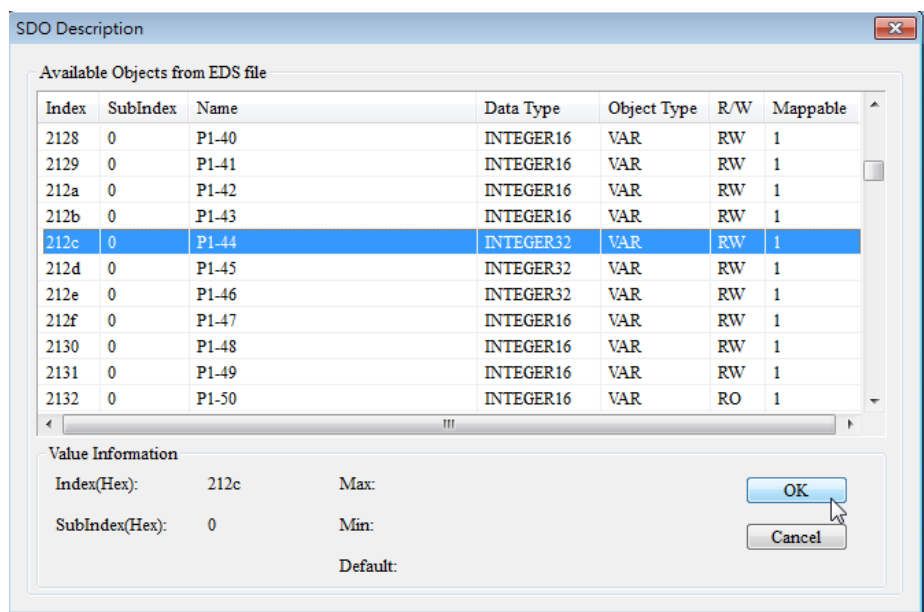 SDO Description
Available Objects from EDS file
Index SubIndex Name Data Type Object Type R/W Mappable
2128 0 P1-40 INTEGER16 VAR RW 1
2129 0 P1-41 INTEGER16 VAR RW 1
212a 0 P1-42 INTEGER16 VAR RW 1
212b 0 P1-43 INTEGER16 VAR RW 1
212c 0 P1-44 INTEGER32 VAR RW 1
212d 0 P1-45 INTEGER32 VAR RW 1
212e 0 P1-46 INTEGER32 VAR RW 1
212f 0 P1-47 INTEGER16 VAR RW 1
2130 0 P1-48 INTEGER16 VAR RW 1
2131 0 P1-49 INTEGER16 VAR RW 1
2132 0 P1-50 INTEGER16 VAR RO 1
Value Information
Index(Hex): 212c Max:
OK
SubIndex(Hex): 0 Min:
Cancel
Default: